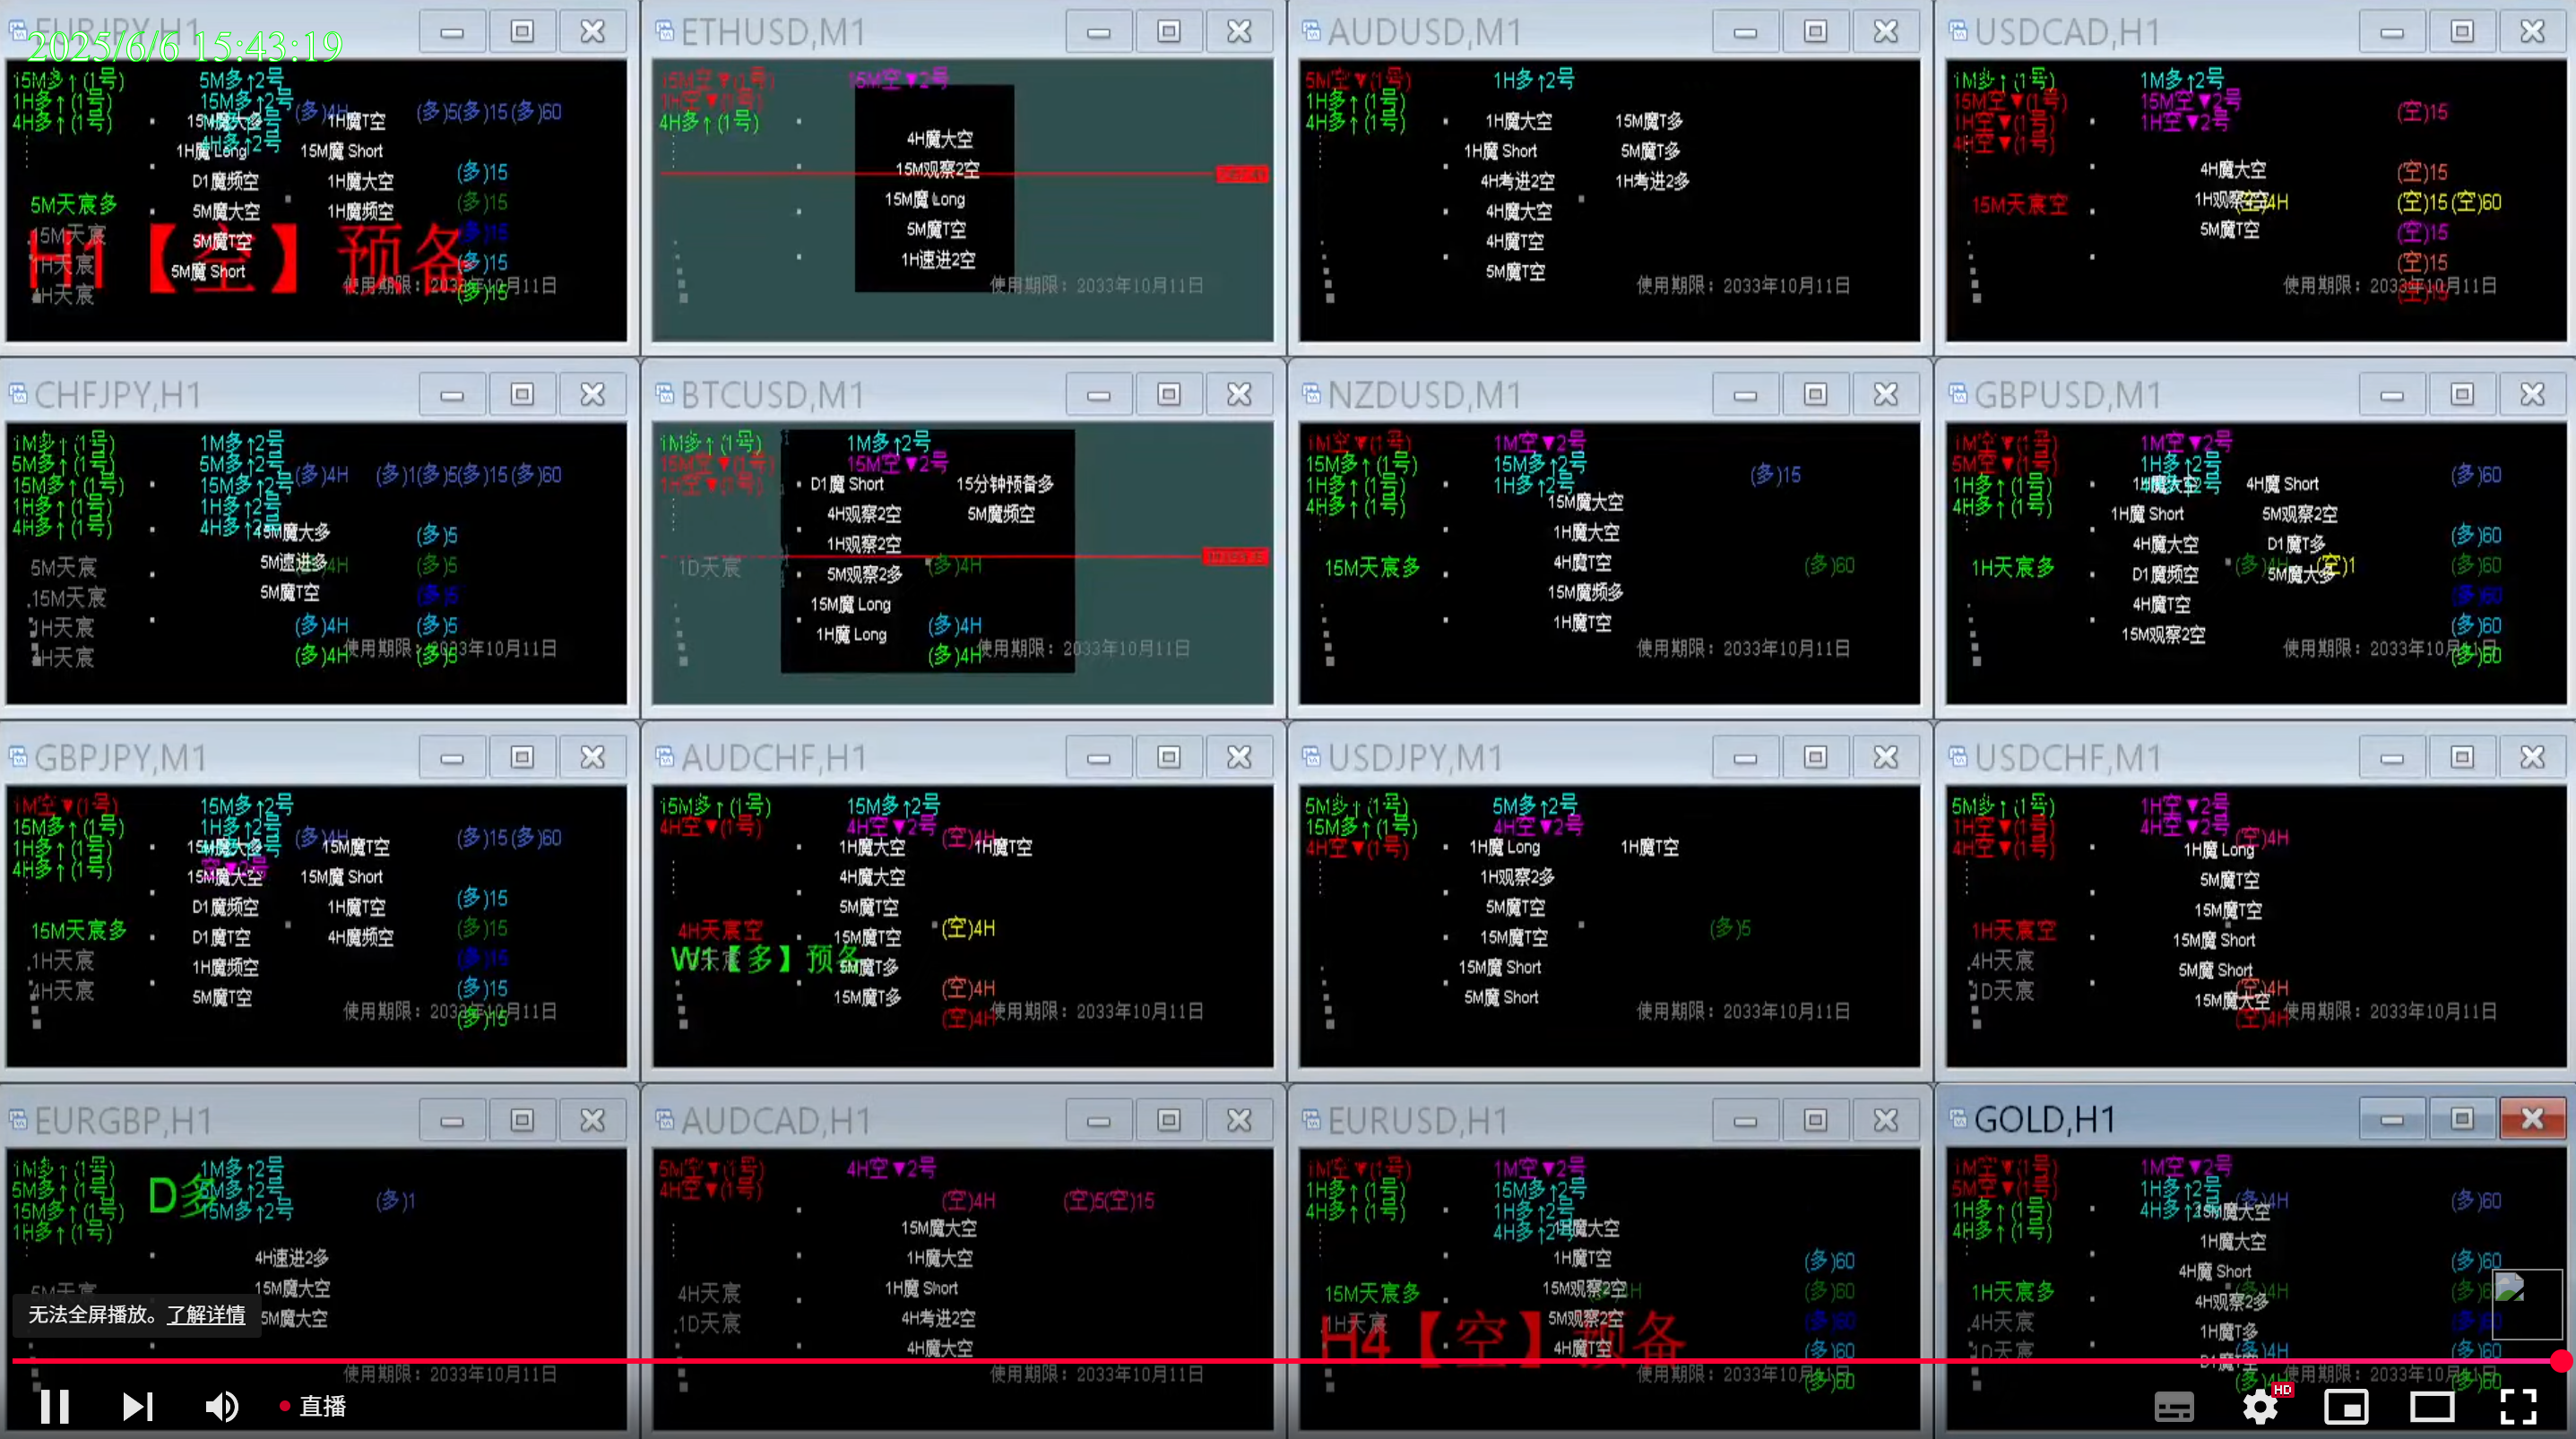 EURJPY,H1
2025/6/6 15:43:19
15M多↑(1号)
1H多↑(1号)
4H多↑(1号)
5M多↑2号
15M多↑2号
4H多↑2号
(多)4H
(多)5(多)15(多)60
15M魔大多
1H魔T空
1H魔 Long
15M魔 Short
(多)15
D1魔频空
1H魔大空
5M天宸多
5M魔大空
1H魔频空
(多)15
15M天宸
5M魔T空
(多)15
H1【空】预备
1H天宸
5M魔 Short
(多)15
4H天宸
使用期限：2033年10月11日
(多)15
ETHUSD,M1
15M空▼(1号)
1H空▼(1号)
4H多↑(1号)
15M空▼2号
4H魔大空
15M观察2空
15M魔 Long
5M魔T空
1H速进2空
使用期限：2033年10月11日
AUDUSD,M1
5M空▼(1号)
1H多↑(1号)
4H多↑(1号)
1H多↑2号
1H魔大空
15M魔T多
1H魔 Short
5M魔T多
4H考进2空
1H考进2多
4H魔大空
4H魔T空
5M魔T空
使用期限：2033年10月11日
USDCAD,H1
1M多↑(1号)
15M空▼(1号)
1H空▼(1号)
4H空▼(1号)
1M多↑2号
15M空▼2号
1H空▼2号
(空)15
4H魔大空
(空)15
15M天宸空
1H观察2空
(空)4H
(空)15(空)60
5M魔T空
(空)15
(空)15
使用期限：2033年10月11日
(空)15
CHFJPY,H1
1M多↑(1号)
5M多↑(1号)
15M多↑(1号)
1H多↑(1号)
4H多↑(1号)
1M多↑2号
5M多↑2号
15M多↑2号
1H多↑2号
4H多↑2号
(多)4H
(多)1(多)5(多)15(多)60
15M魔大多
(多)5
5M天宸
5M速进多
(多)4H
(多)5
15M天宸
5M魔T空
(多)5
1H天宸
(多)4H
(多)5
4H天宸
(多)4H
使用期限：2033年10月11日
(多)5
BTCUSD,M1
1M多↑(1号)
15M空▼(1号)
1H空▼(1号)
1M多↑2号
15M空▼2号
D1魔 Short
15分钟预备多
4H观察2空
5M魔频空
1H观察2空
1D天宸
5M观察2多
(多)4H
15M魔 Long
1H魔 Long
(多)4H
(多)4H
使用期限：2033年10月11日
NZDUSD,M1
1M空▼(1号)
15M多↑(1号)
1H多↑(1号)
4H多↑(1号)
1M空▼2号
15M多↑2号
1H多↑2号
(多)15
15M魔大空
1H魔大空
15M天宸多
4H魔T空
(多)60
15M魔频多
1H魔T空
使用期限：2033年10月11日
GBPUSD,M1
1M空▼(1号)
5M空▼(1号)
1H多↑(1号)
4H多↑(1号)
1M空▼2号
1H多↑2号
(多)60
1H魔大空
4H魔 Short
1H魔 Short
5M观察2空
4H魔大空
D1魔T多
(多)60
1H天宸多
D1魔频空
(多)4H
5M魔大多
(空)1
(多)60
4H魔T空
(多)60
15M观察2空
(多)60
使用期限：2033年10月11日
(多)60
GBPJPY,M1
1M空▼(1号)
15M多↑(1号)
1H多↑(1号)
4H多↑(1号)
15M多↑2号
1H多↑2号
空▼2号
(多)4H
(多)15(多)60
15M魔大多
15M魔T空
15M魔大空
15M魔 Short
(多)15
D1魔频空
1H魔T空
15M天宸多
D1魔T空
4H魔频空
(多)15
1H天宸
1H魔频空
(多)15
4H天宸
5M魔T空
(多)15
使用期限：2033年10月11日
(多)15
AUDCHF,H1
15M多↑(1号)
4H空▼(1号)
15M多↑2号
4H空▼2号
(空)4H
1H魔大空
1H魔T空
4H魔大空
5M魔T空
4H天宸空
15M魔T空
(空)4H
W1【多】预备
5M魔T多
15M魔T多
(空)4H
(空)4H
使用期限：2033年10月11日
USDJPY,M1
5M多↑(1号)
15M多↑(1号)
4H空▼(1号)
5M多↑2号
4H空▼2号
1H魔 Long
1H魔T空
1H观察2多
5M魔T空
15M魔T空
(多)5
15M魔 Short
5M魔 Short
使用期限：2033年10月11日
USDCHF,M1
5M多↑(1号)
1H空▼(1号)
4H空▼(1号)
1H空▼2号
4H空▼2号
(空)4H
1H魔 Long
5M魔T空
15M魔T空
1H天宸空
15M魔 Short
4H天宸
5M魔 Short
1D天宸
15M魔大空
(空)4H
(空)4H
使用期限：2033年10月11日
EURGBP,H1
1M多↑(1号)
5M多↑(1号)
15M多↑(1号)
1H多↑(1号)
D多
1M多↑2号
5M多↑2号
15M多↑2号
(多)1
4H速进2多
5M天宸
15M魔大空
5M魔大空
使用期限：2033年10月11日
AUDCAD,H1
5M空▼(1号)
4H空▼(1号)
4H空▼2号
(空)4H
(空)5(空)15
15M魔大空
1H魔大空
4H天宸
1H魔 Short
1D天宸
4H考进2空
4H魔大空
使用期限：2033年10月11日
EURUSD,H1
1M空▼(1号)
1H多↑(1号)
4H多↑(1号)
1M空▼2号
15M多↑2号
1H多↑2号
4H多↑2号
1H魔大空
1H魔T空
(多)60
15M天宸多
15M观察2空
(多)60
1H天宸
5M观察2空
(多)60
H4【空】预备
4H魔T空
(多)60
使用期限：2033年10月11日
(多)60
GOLD,H1
1M空▼(1号)
5M空▼(1号)
1H多↑(1号)
4H多↑(1号)
1M空▼2号
1H多↑2号
4H多↑2号
(多)4H
(多)60
15M魔大空
1H魔大空
4H魔 Short
(多)60
1H天宸多
4H观察2多
4H天宸
1H魔T多
1D天宸
(多)4H
(多)60
使用期限：2033年10月11日
(多)60
无法全屏播放。了解详情
直播
HD